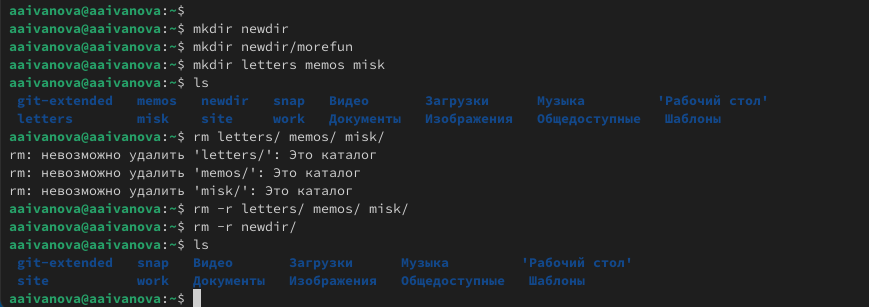 aaivanova@aaivanova:~$
aaivanova@aaivanova:~$ mkdir newdir
aaivanova@aaivanova:~$ mkdir newdir/morefun
aaivanova@aaivanova:~$ mkdir letters memos misk
aaivanova@aaivanova:~$ ls
git-extended memos newdir snap Видео Загрузки Музыка 'Рабочий стол'
letters misk site work Документы Изображения Общедоступные Шаблоны
aaivanova@aaivanova:~$ rm letters/ memos/ misk/
rm: невозможно удалить 'letters/': Это каталог
rm: невозможно удалить 'memos/': Это каталог
rm: невозможно удалить 'misk/': Это каталог
aaivanova@aaivanova:~$ rm -r letters/ memos/ misk/
aaivanova@aaivanova:~$ rm -r newdir/
aaivanova@aaivanova:~$ ls
git-extended snap Видео Загрузки Музыка 'Рабочий стол'
site work Документы Изображения Общедоступные Шаблоны
aaivanova@aaivanova:~$